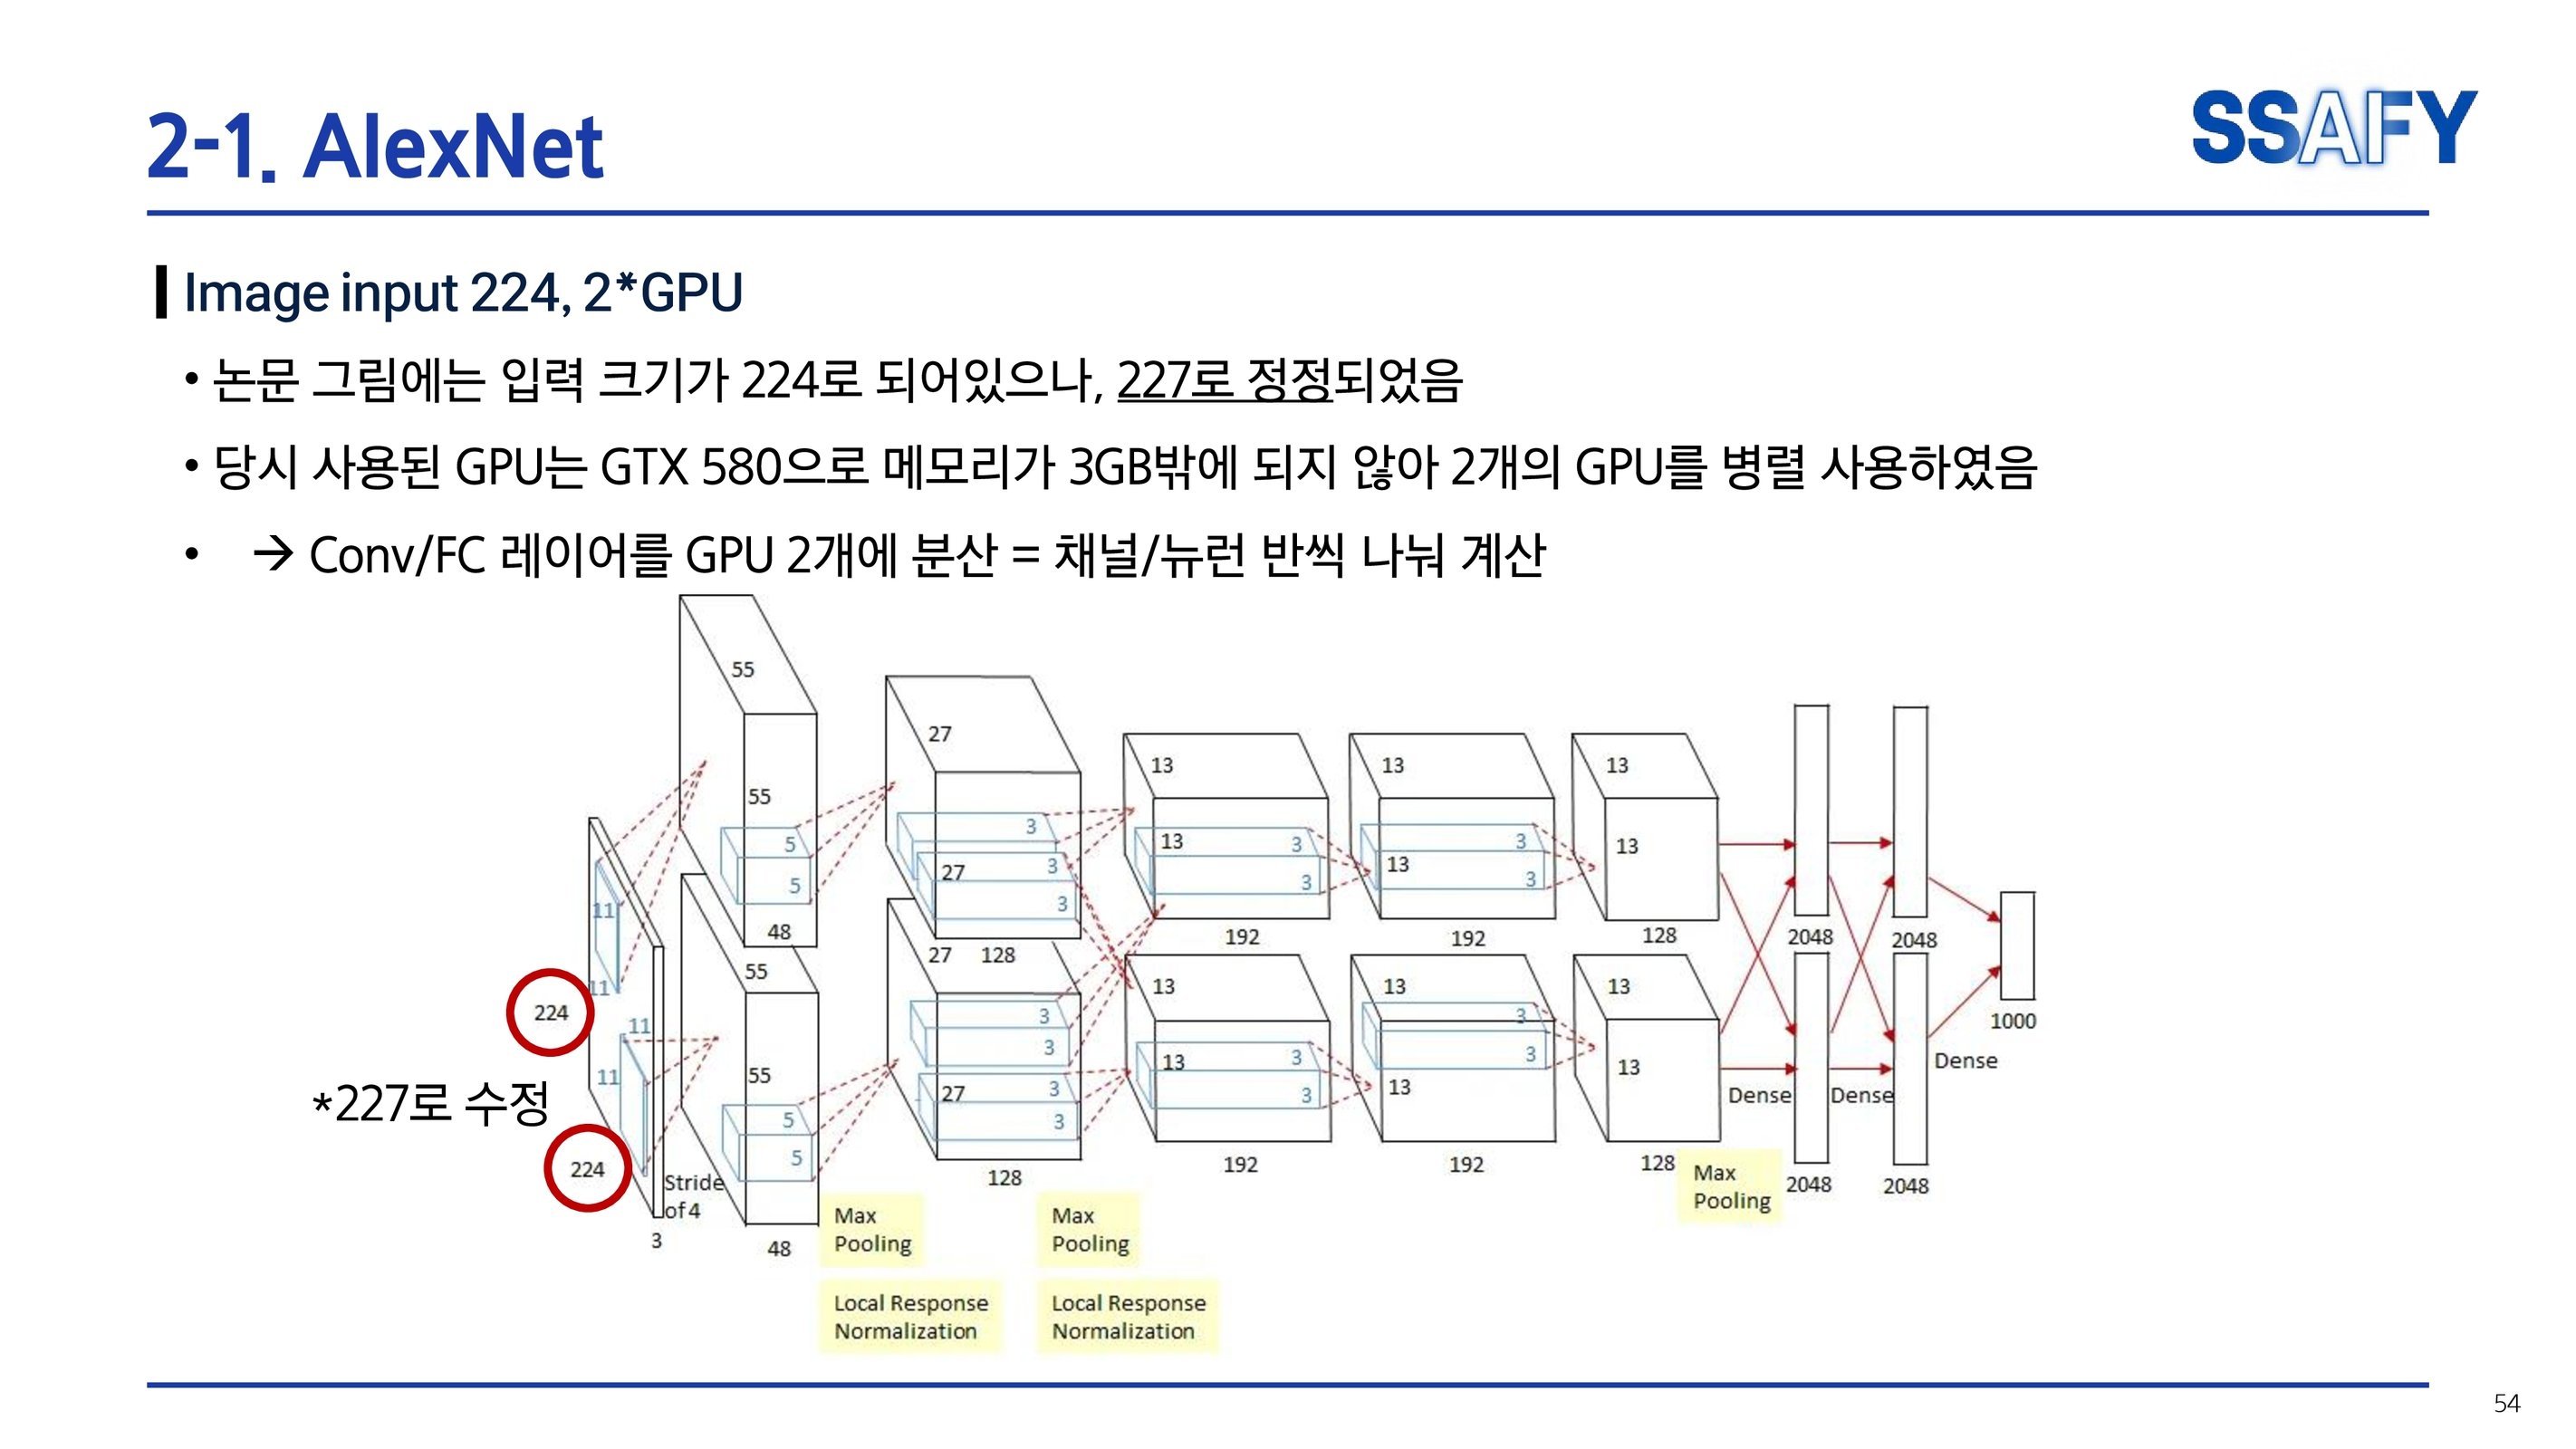 2-1. AlexNet
SSAFY
Image input 224, 2*GPU
• 논문 그림에는 입력 크기가 224로 되어있으나, 227로 정정되었음
• 당시 사용된 GPU는 GTX 580으로 메모리가 3GB밖에 되지 않아 2개의 GPU를 병렬 사용하였음
• → Conv/FC 레이어를 GPU 2개에 분산 = 채널/뉴런 반씩 나눠 계산
55
27
13 13 13
55
5 3 13 3 3 13
27 3 13
5 3 3
11 3
48 192 192 128 2048 2048
27 128
55
11 13 13 13
224 3 3 1000
11 3
13 3 3 Dense
11 55 27 3 13 13
*227로 수정 3 Dense Dense
5 3
5
224 128 192 192 128 Max Pooling 2048 2048
Stride of 4
3 48
Max Pooling
Max Pooling
Local Response Normalization
Local Response Normalization
54